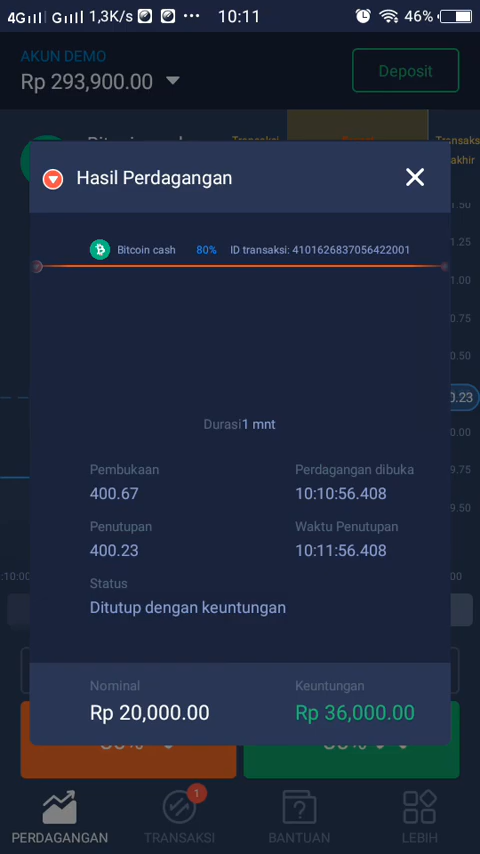 4G G 1,3K/s ••• 10:11 46%
AKUN DEMO
Rp 293,900.00
Deposit
Transaksi
Hasil Perdagangan
Bitcoin cash 80% ID transaksi: 4101626837056422001
Durasi1 mnt
Pembukaan Perdagangan dibuka
400.67 10:10:56.408
Penutupan Waktu Penutupan
400.23 10:11:56.408
Status
Ditutup dengan keuntungan
Nominal Keuntungan
Rp 20,000.00 Rp 36,000.00
1
PERDAGANGAN TRANSAKSI BANTUAN LEBIH